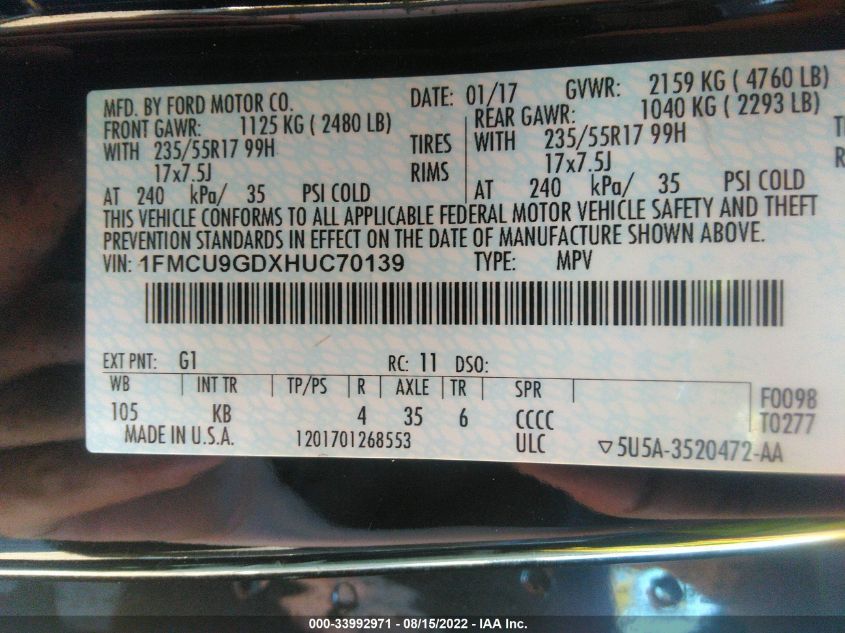 MFD. BY FORD MOTOR CO. DATE: 01/17 GVWR: 2159 KG ( 4760 LB)
FRONT GAWR: 1125 KG ( 2480 LB) REAR GAWR: 1040 KG ( 2293 LB)
WITH 235/55R17 99H TIRES WITH 235/55R17 99H
17x7.5J RIMS 17x7.5J
AT 240 kPa/ 35 PSI COLD AT 240 kPa/ 35 PSI COLD
THIS VEHICLE CONFORMS TO ALL APPLICABLE FEDERAL MOTOR VEHICLE SAFETY AND THEFT
PREVENTION STANDARDS IN EFFECT ON THE DATE OF MANUFACTURE SHOWN ABOVE.
VIN: 1FMCU9GDXHUC70139 TYPE: MPV
EXT PNT: G1 RC: 11 DSO:
WB INT TR TP/PS R AXLE TR SPR
105 KB 4 35 6 CCCC
F0098
T0277
MADE IN U.S.A. 1201701268553 ULC ▽5U5A-3520472-AA
000-33992971 - 08/15/2022 - IAA Inc.